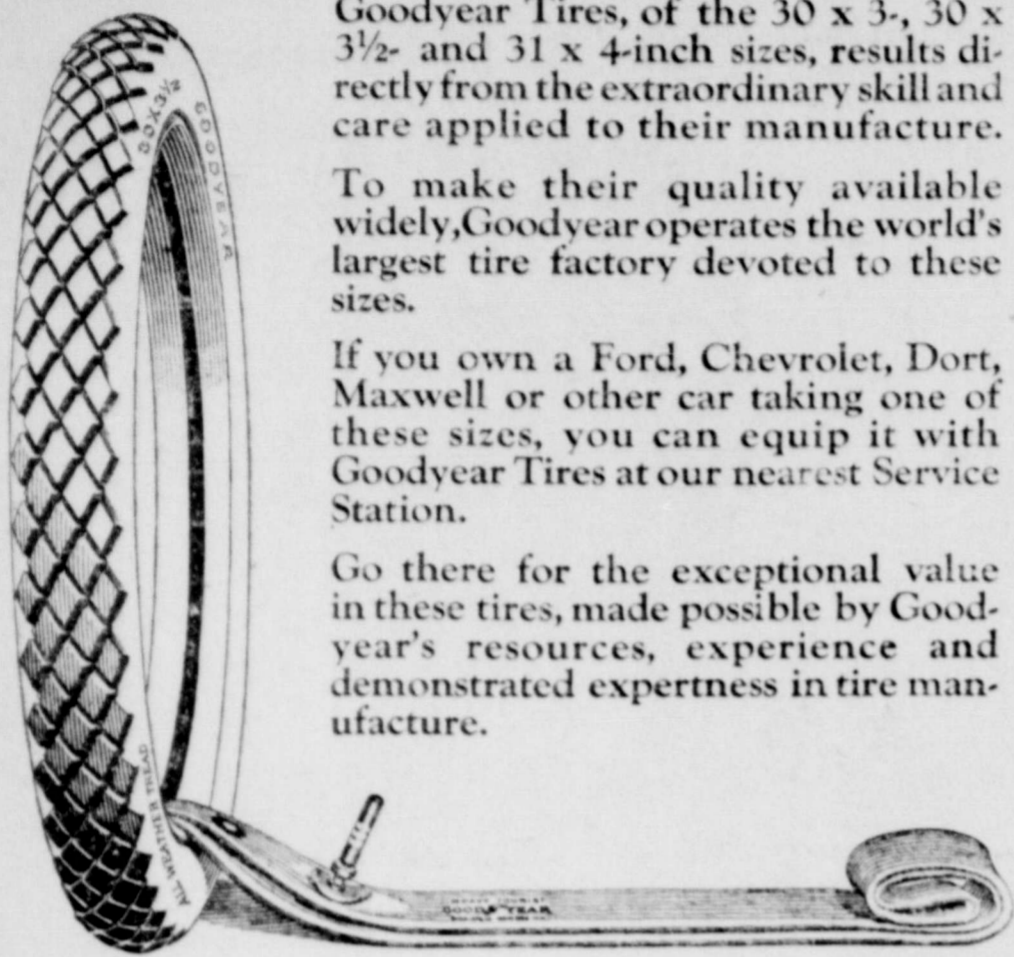 Goodyear Tires, of the 30 x 3-, 30 x
3½- and 31 x 4-inch sizes, results di-
rectly from the extraordinary skill and
care applied to their manufacture.
To make their quality available
widely, Goodyear operates the world's
largest tire factory devoted to these
sizes.
If you own a Ford, Chevrolet, Dort,
Maxwell or other car taking one of
these sizes, you can equip it with
Goodyear Tires at our nearest Service
Station.
Go there for the exceptional value
in these tires, made possible by Good-
year's resources, experience and
demonstrated expertness in tire man-
ufacture.
30X3½ GOODYEAR
ALL WEATHER TREAD
GOODYEAR